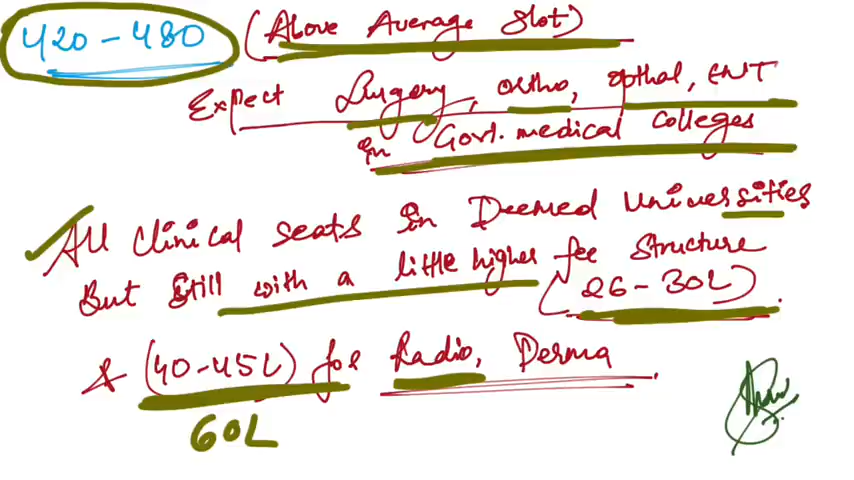 420 - 480 (Above Average Slot)
Expect Surgery, ortho, opthal, ENT
in Govt. medical colleges
All clinical seats in Deemed Universities
But still with a little higher fee structure
(26 - 30L).
& (40 - 45L) for Radio, Derma.
60L